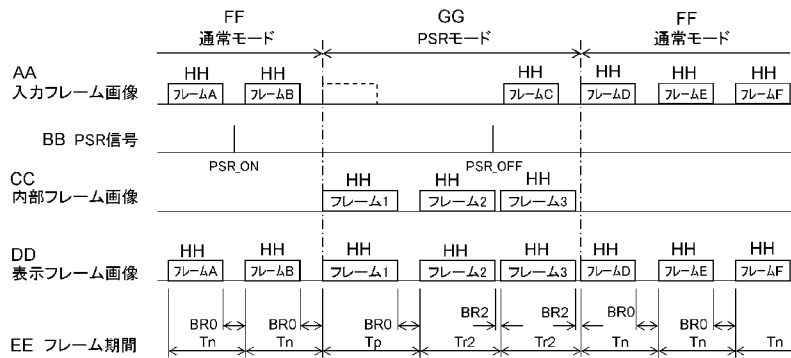 FF GG FF
通常モード PSRモード 通常モード
AA HH HH HH HH HH HH
入力フレーム画像 フレームA フレームB フレームC フレームD フレームE フレームF
BB PSR信号
PSR_ON PSR_OFF
CC HH HH HH
内部フレーム画像 フレーム1 フレーム2 フレーム3
DD HH HH HH HH HH HH HH HH
表示フレーム画像 フレームA フレームB フレーム1 フレーム2 フレーム3 フレームD フレームE フレームF
BR0 BR0 BR0 BR2 BR2 BR0 BR0
EE フレーム期間 Tn Tn Tp Tr2 Tr2 Tn Tn Tn